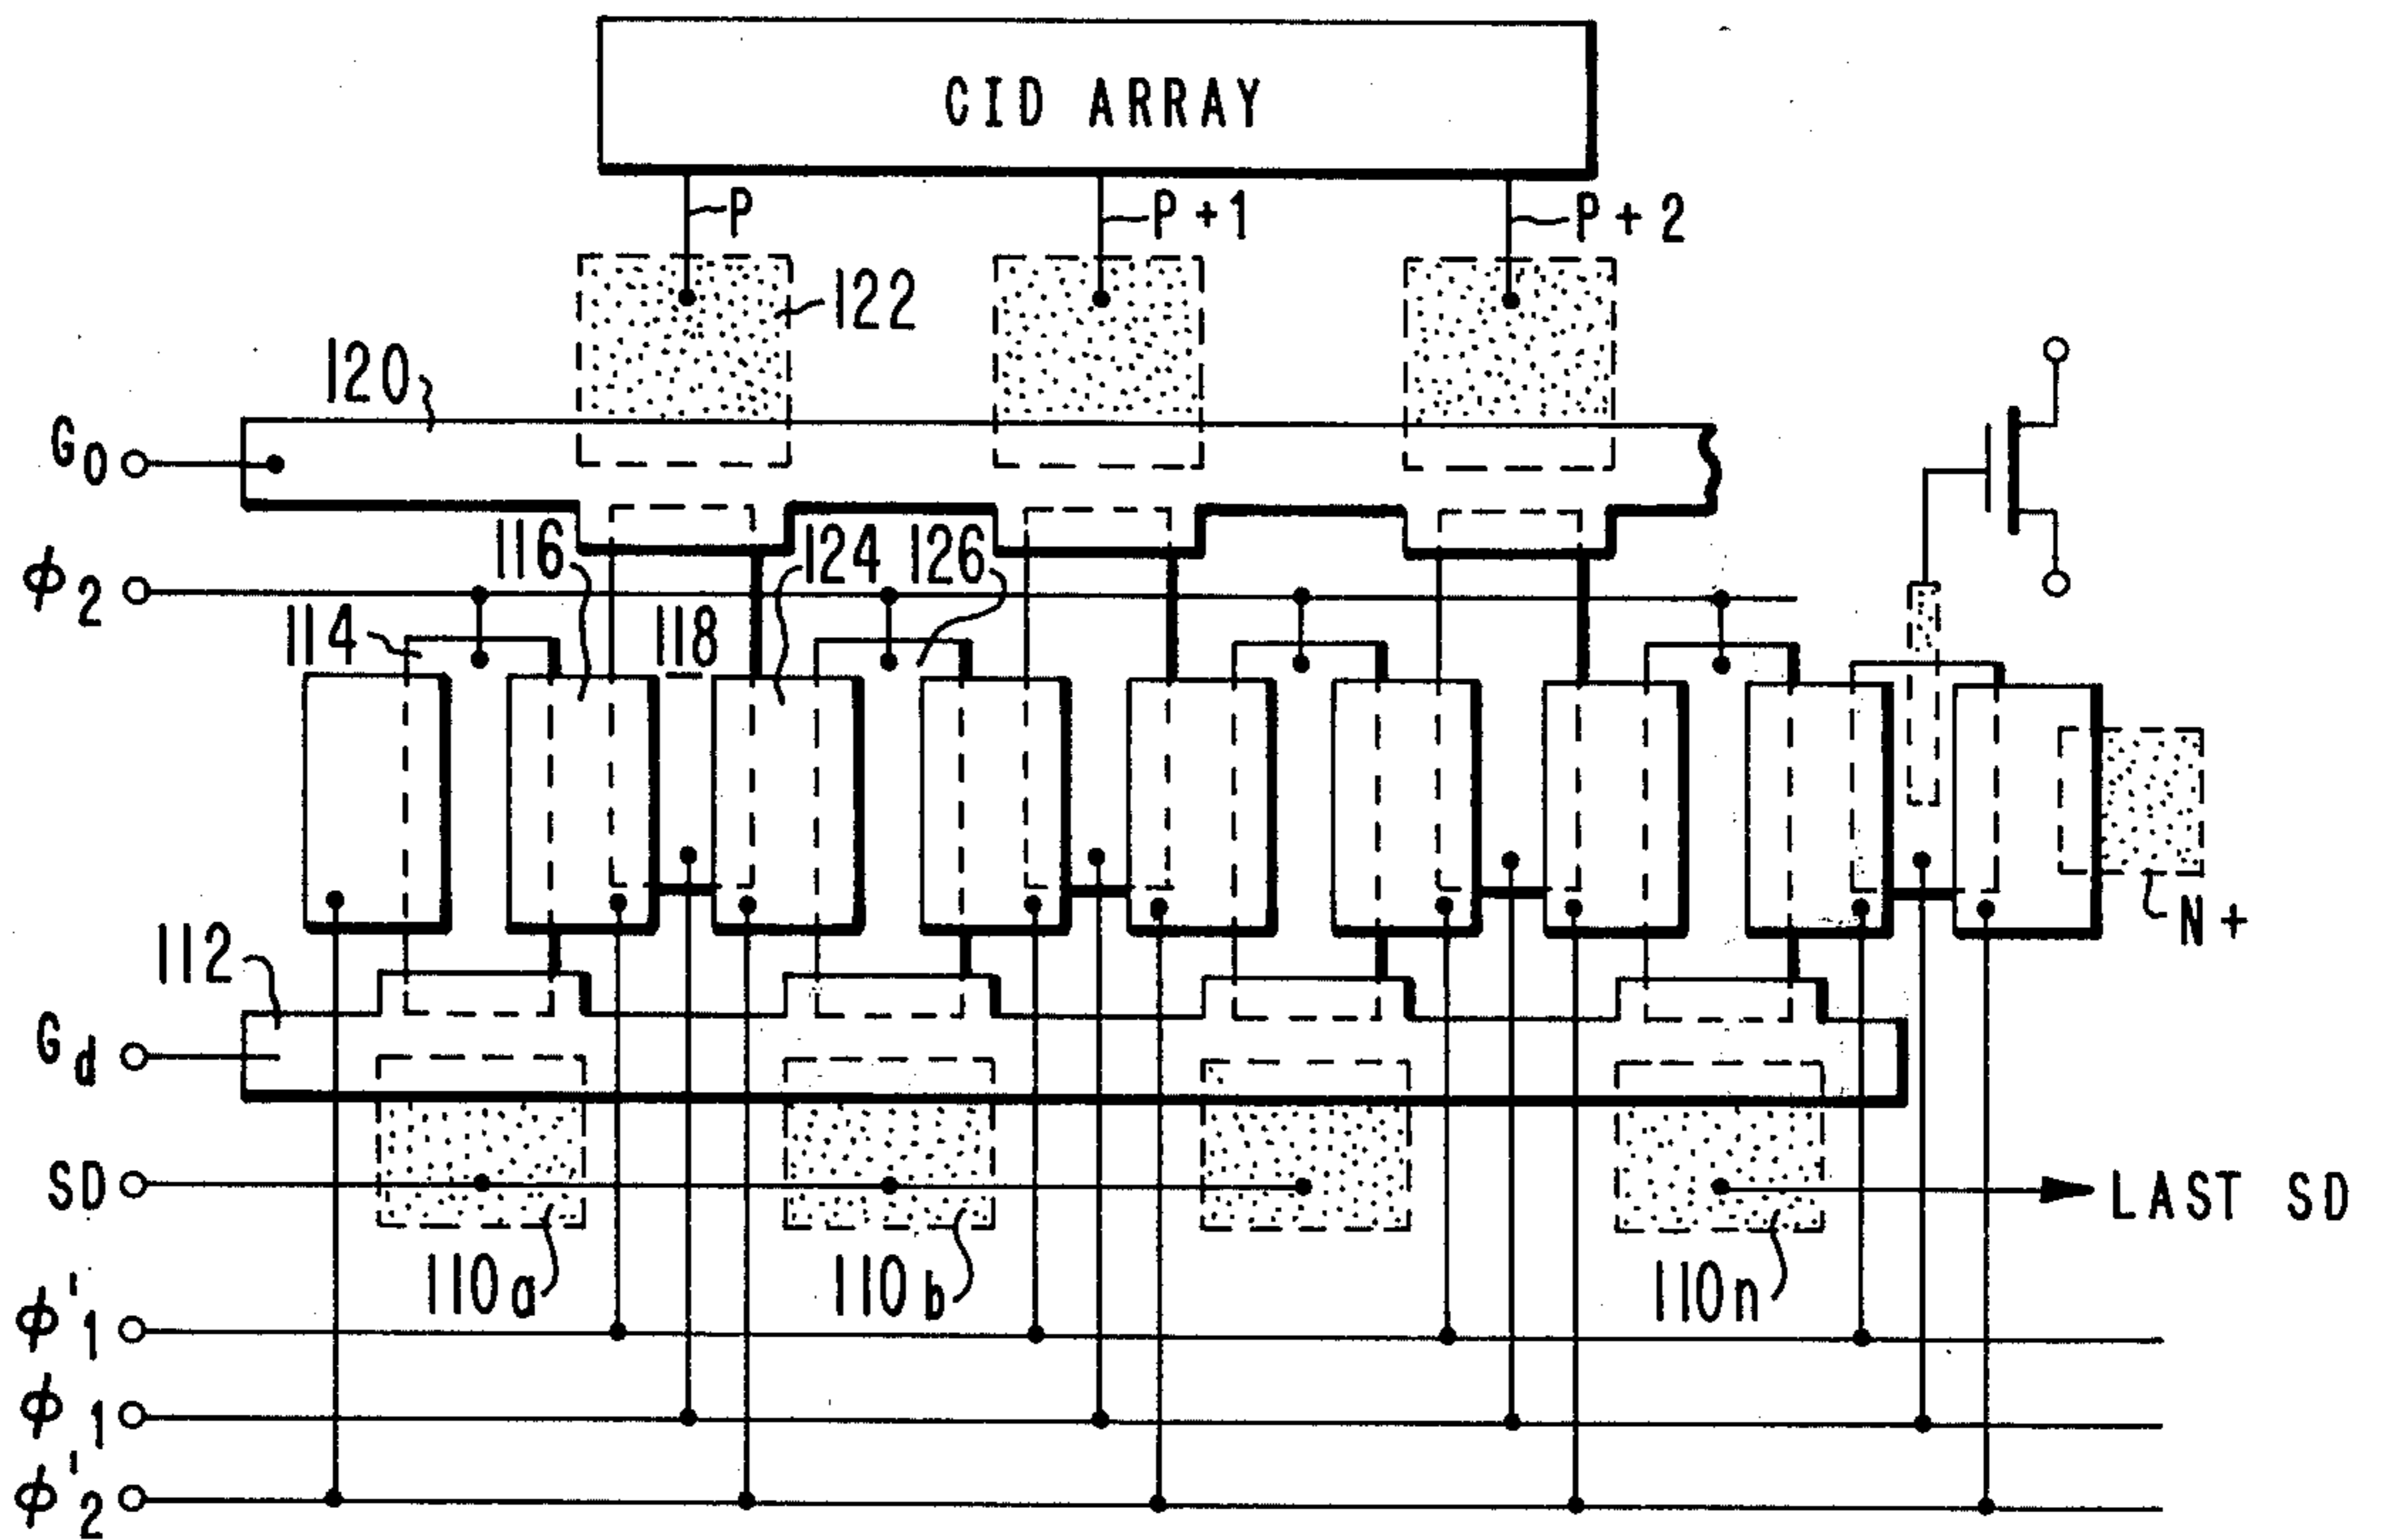 CID ARRAY
P
P+1
P+2
122
120
G0
116
124
126
ϕ2
114
118
112
N+
Gd
SD
LAST SD
110a
110b
110n
ϕ'1
ϕ1
ϕ'2